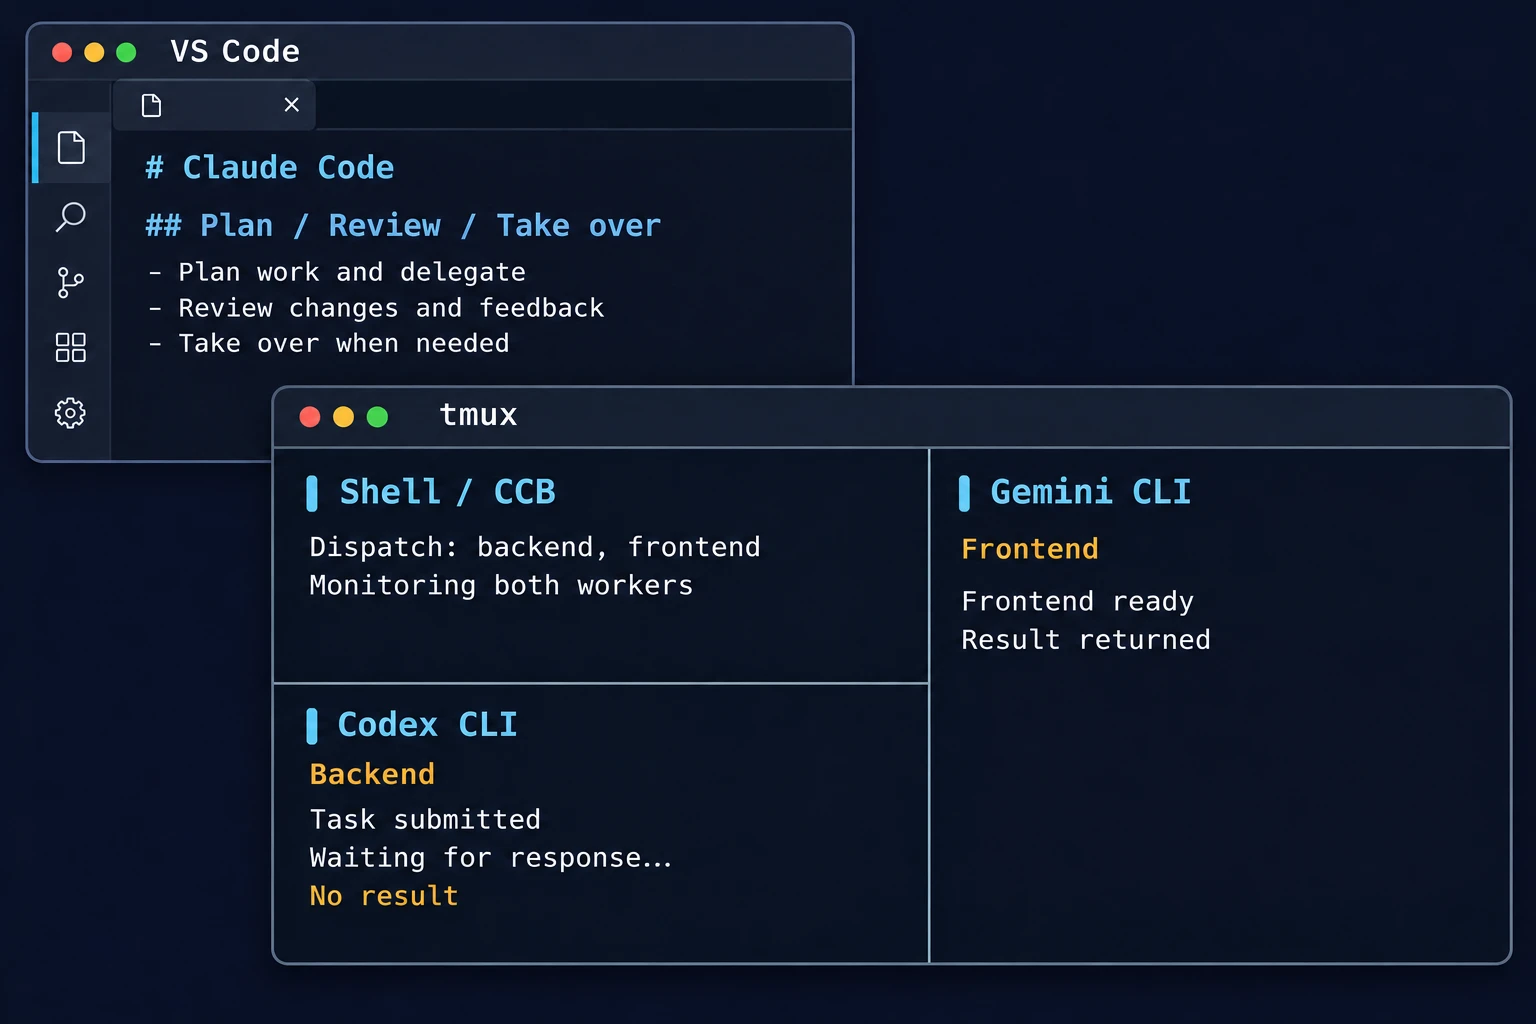 VS Code
# Claude Code
## Plan / Review / Take over
- Plan work and delegate
- Review changes and feedback
- Take over when needed
tmux
Shell / CCB
Dispatch: backend, frontend
Monitoring both workers
Codex CLI
Backend
Task submitted
Waiting for response...
No result
Gemini CLI
Frontend
Frontend ready
Result returned